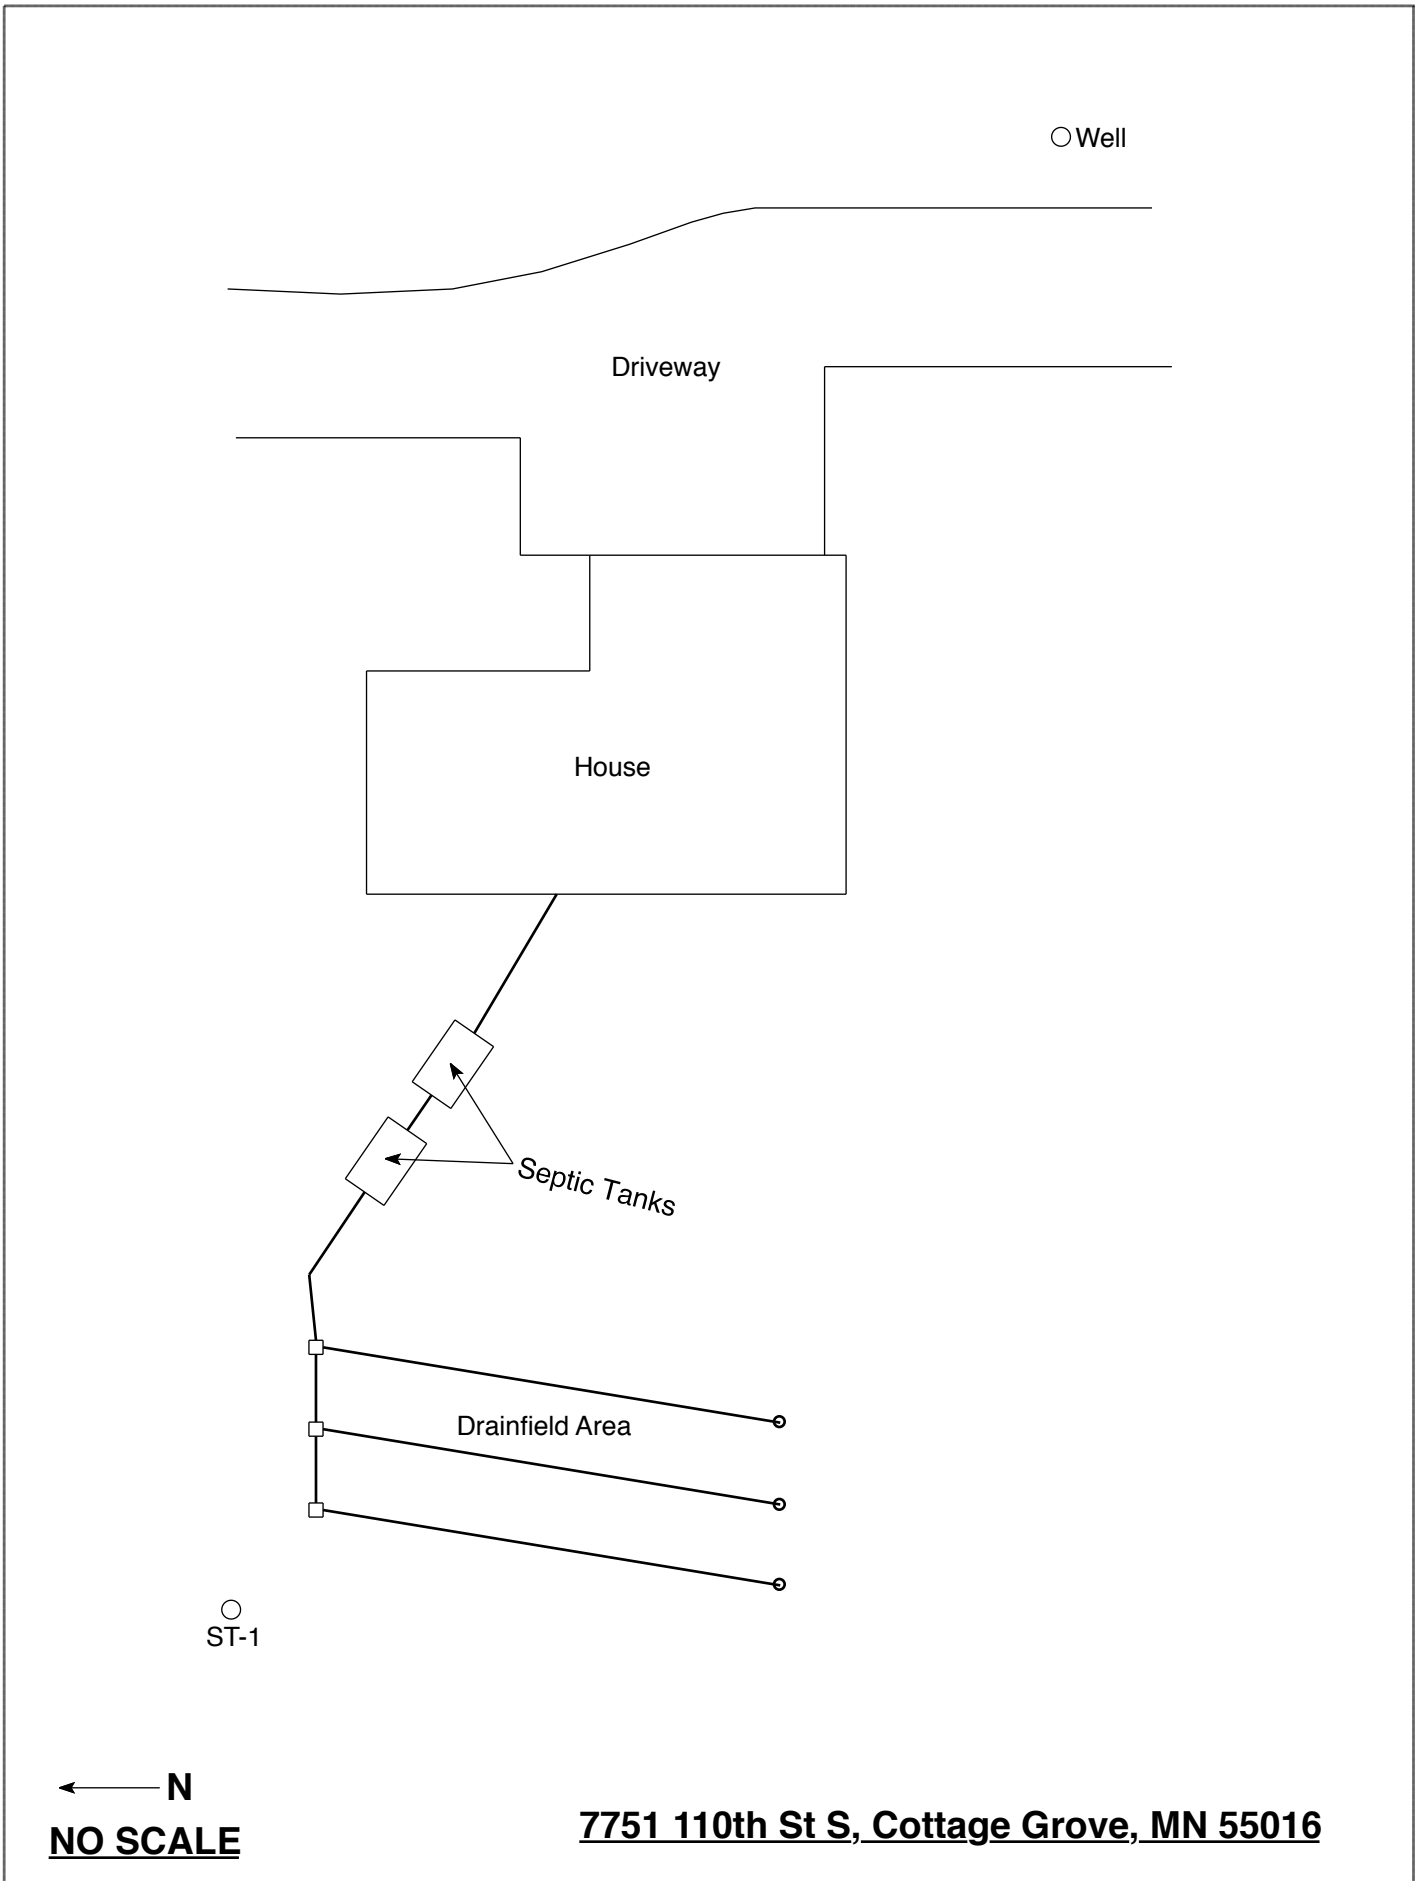 Well
Driveway
House
Septic Tanks
Drainfield Area
ST-1
N
NO SCALE
7751 110th St S, Cottage Grove, MN 55016